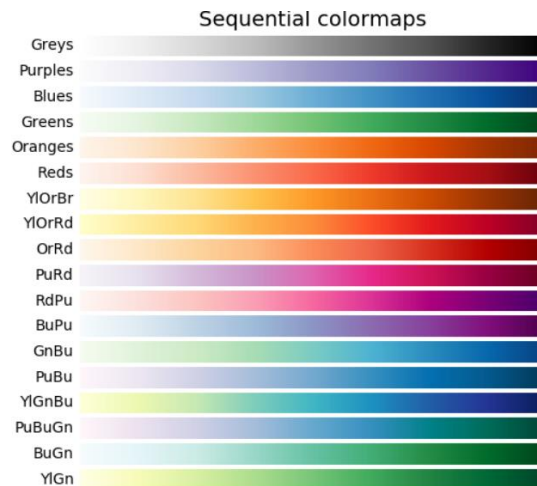 Sequential colormaps
Greys
Purples
Blues
Greens
Oranges
Reds
YlOrBr
YlOrRd
OrRd
PuRd
RdPu
BuPu
GnBu
PuBu
YlGnBu
PuBuGn
BuGn
YlGn